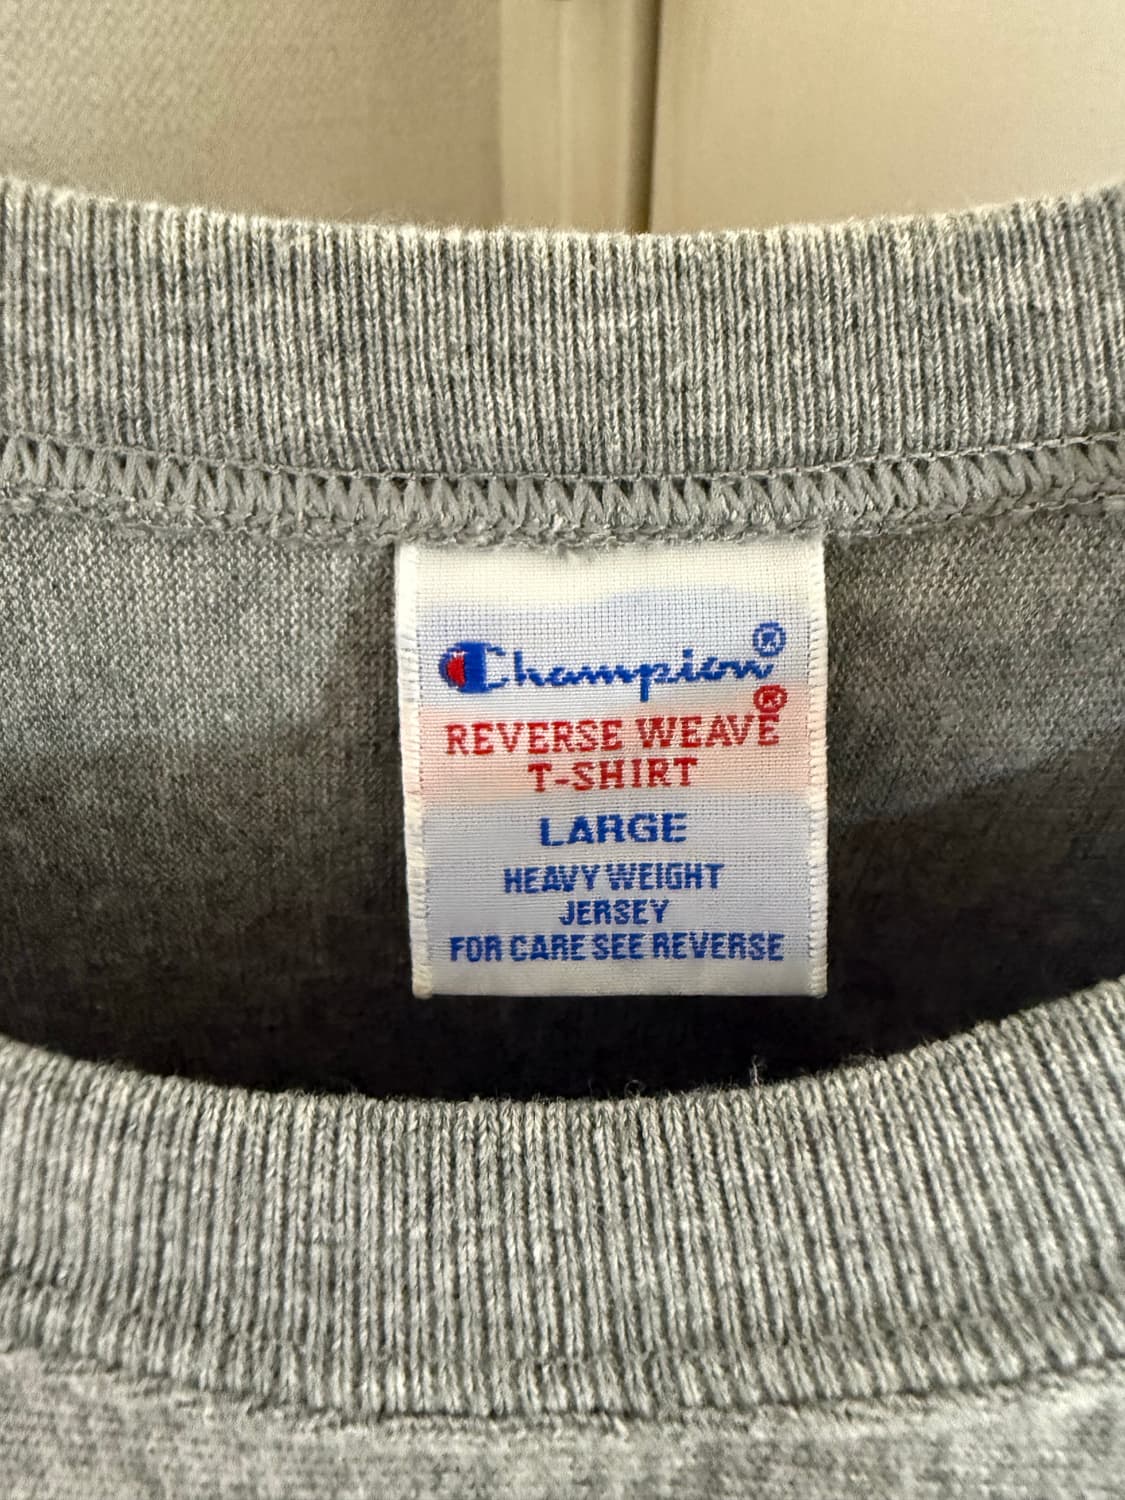 Champion®
REVERSE WEAVE®
T-SHIRT
LARGE
HEAVY WEIGHT
JERSEY
FOR CARE SEE REVERSE